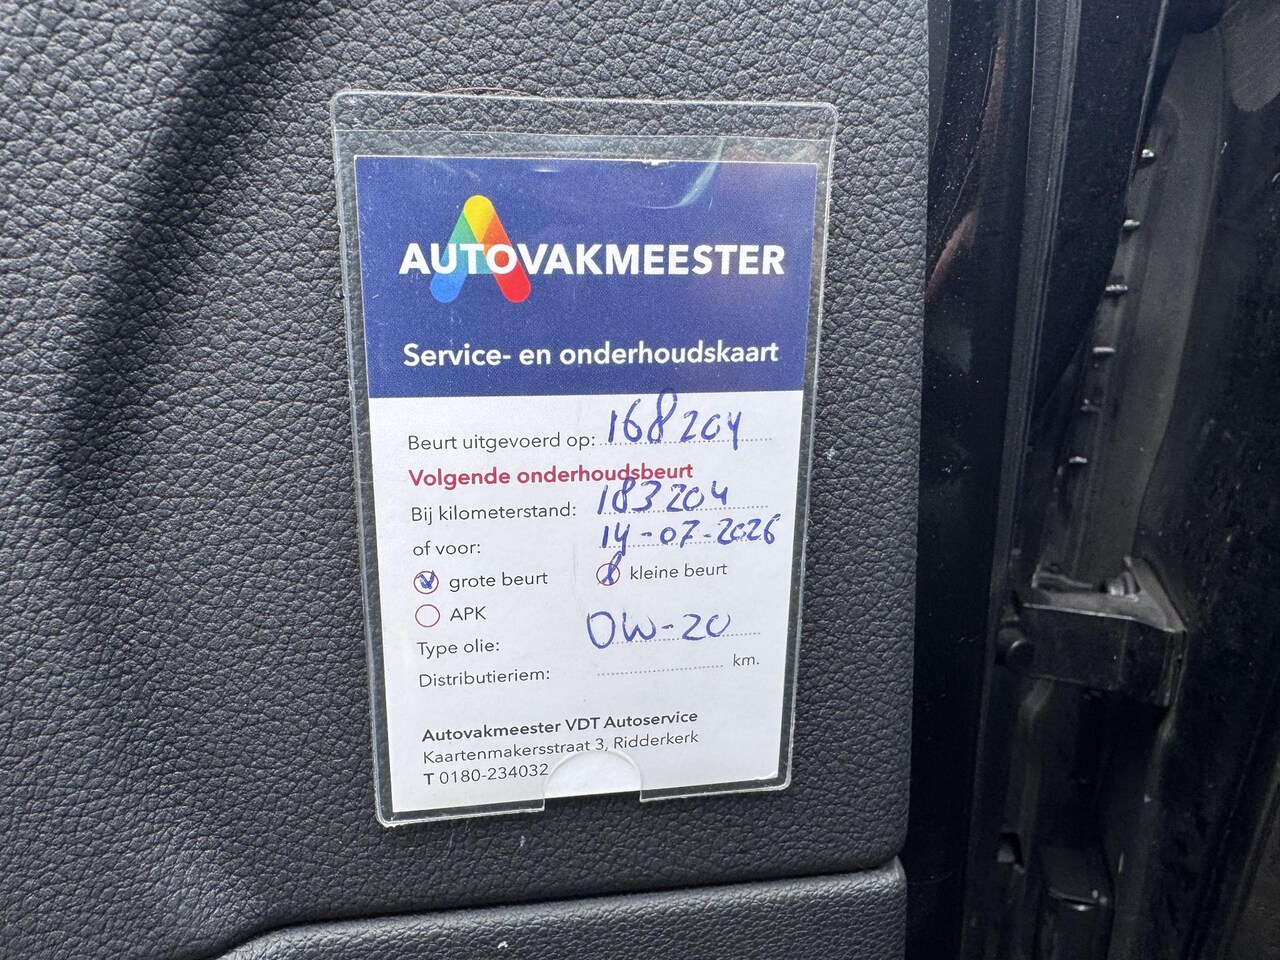 AUTOVAKMEESTER
Service- en onderhoudskaart
Beurt uitgevoerd op: 168204
Volgende onderhoudsbeurt
Bij kilometerstand: 183204
of voor: 14-07-2026
grote beurt kleine beurt
APK
Type olie: 0W-20
Distributieriem: km.
Autovakmeester VDT Autoservice
Kaartenmakersstraat 3, Ridderkerk
T 0180-234032